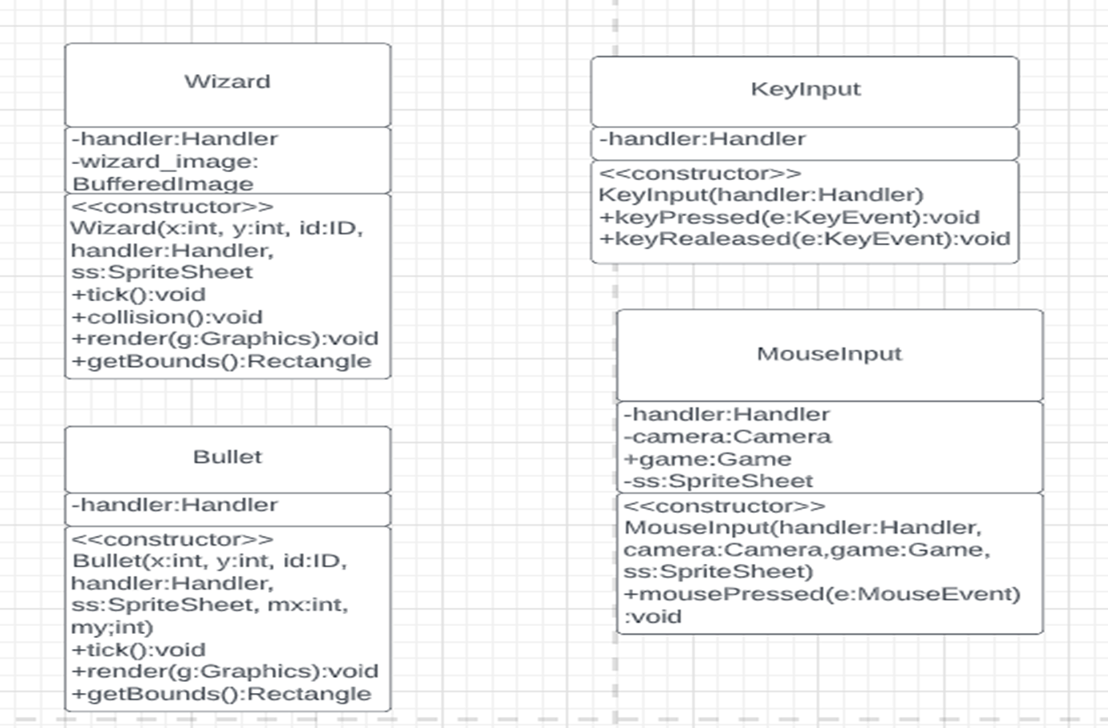 Wizard
-handler:Handler
-wizard_image:
BufferedImage
<<constructor>>
Wizard(x:int, y:int, id:ID,
handler:Handler,
ss:SpriteSheet
+tick():void
+collision():void
+render(g:Graphics):void
+getBounds():Rectangle
Bullet
-handler:Handler
<<constructor>>
Bullet(x:int, y:int, id:ID,
handler:Handler,
ss:SpriteSheet, mx:int,
my;int)
+tick():void
+render(g:Graphics):void
+getBounds():Rectangle
KeyInput
-handler:Handler
<<constructor>>
KeyInput(handler:Handler)
+keyPressed(e:KeyEvent):void
+keyRealeased(e:KeyEvent):void
MouseInput
-handler:Handler
-camera:Camera
+game:Game
-ss:SpriteSheet
<<constructor>>
MouseInput(handler:Handler,
camera:Camera,game:Game,
ss:SpriteSheet)
+mousePressed(e:MouseEvent)
:void